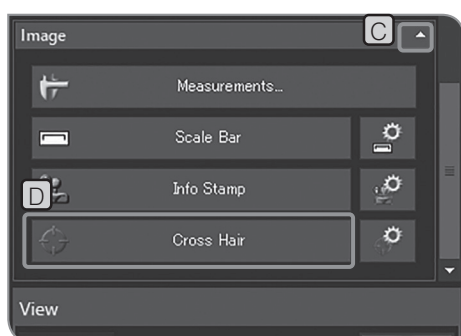 Image
C
Measurements...
Scale Bar
D
Info Stamp
Cross Hair
View